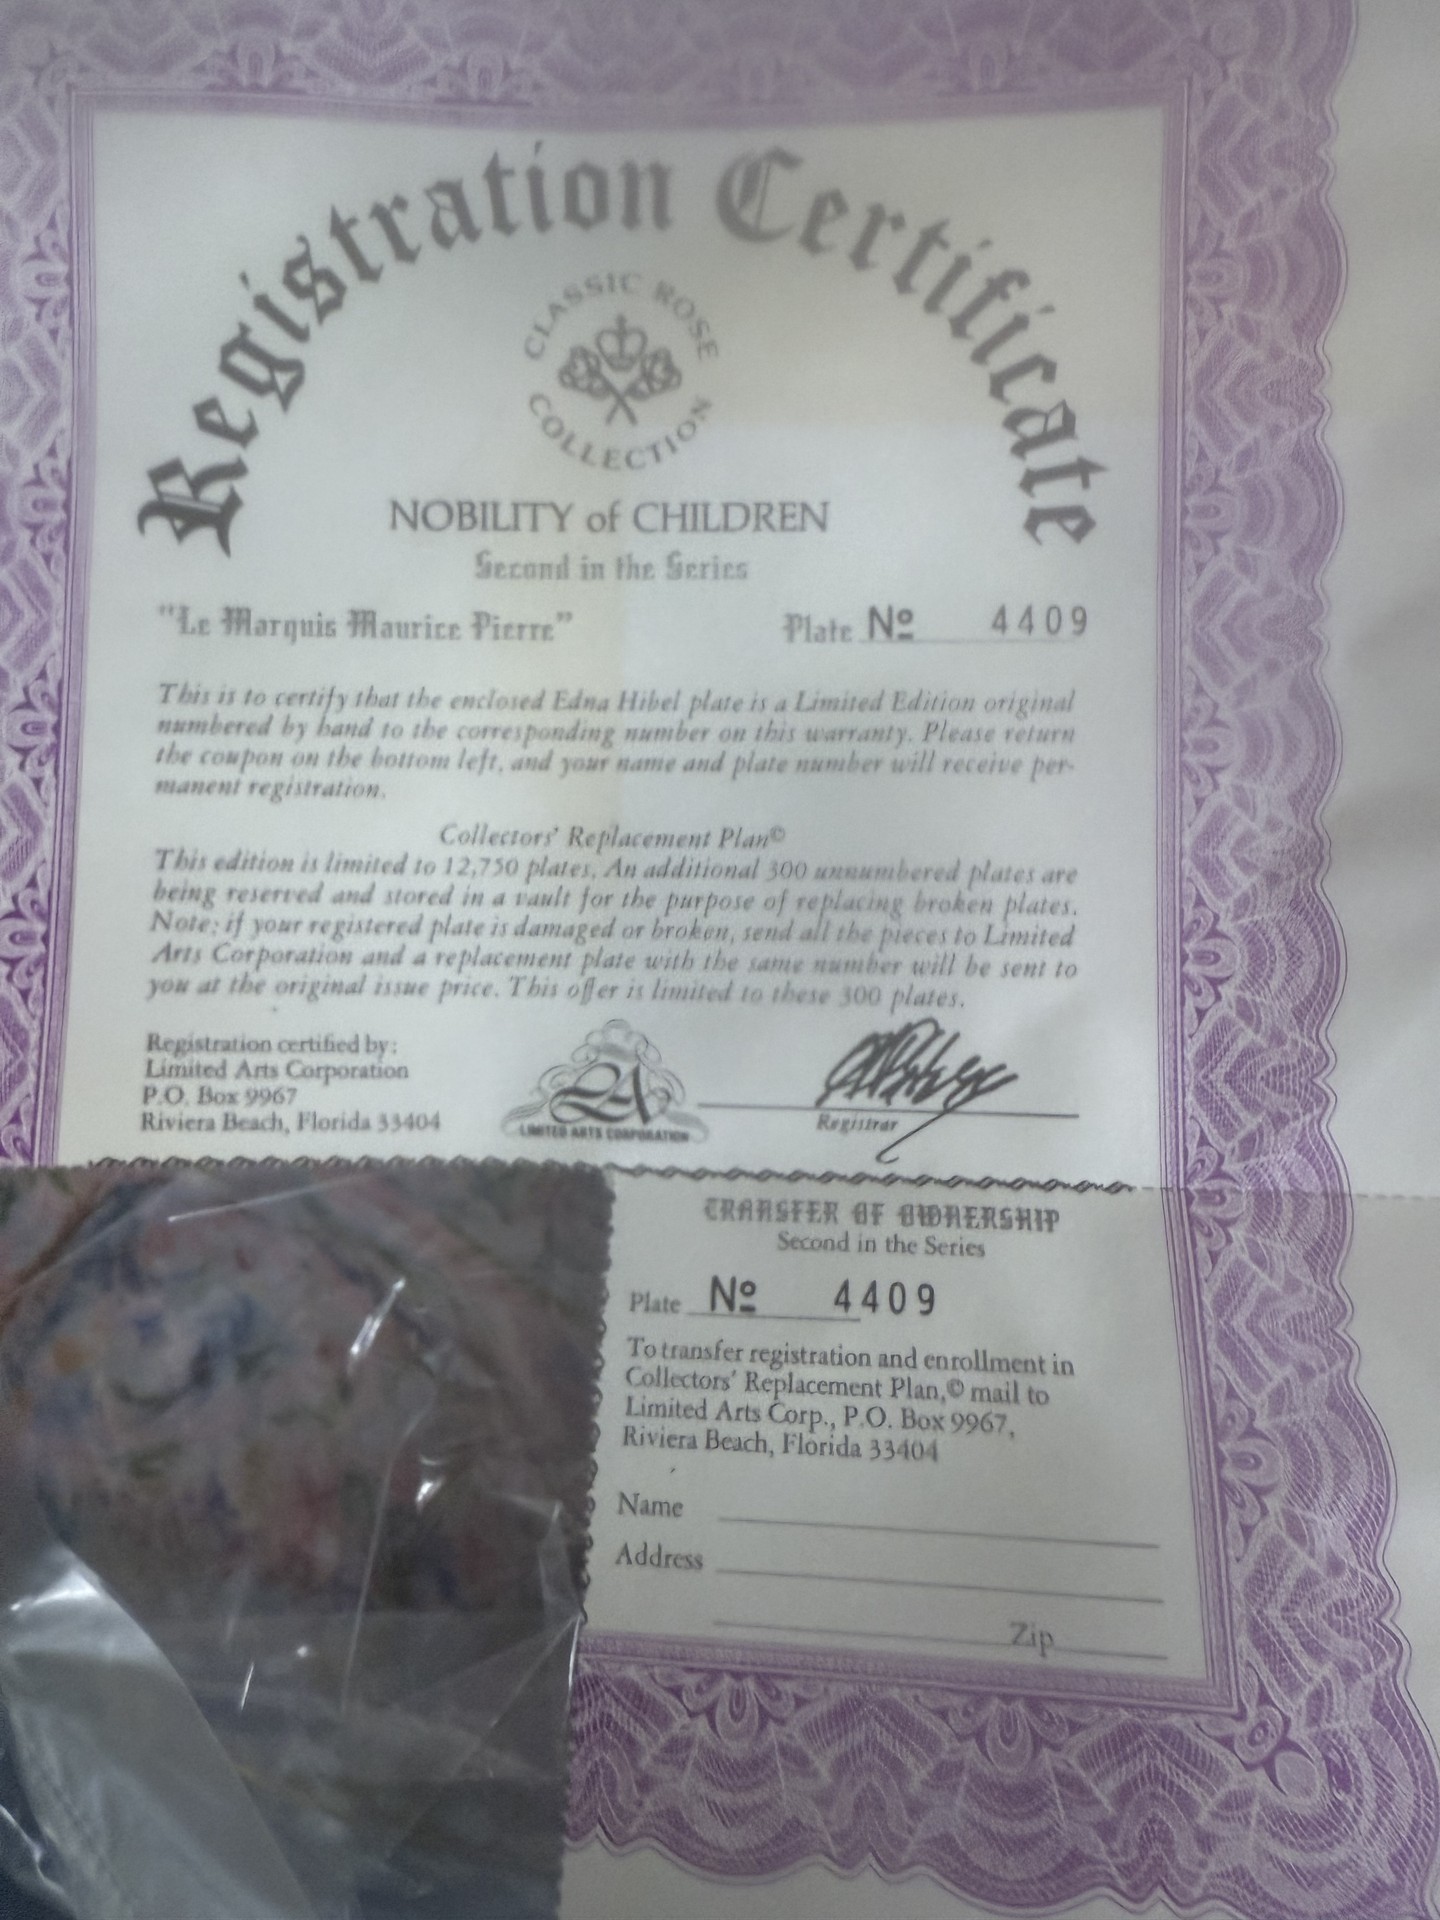 Registration Certificate
CLASSIC ROSE
COLLECTION
NOBILITY of CHILDREN
Second in the Series
"Le Marquis Maurice Pierre" Plate Nº 4409
This is to certify that the enclosed Edna Hibel plate is a Limited Edition original
numbered by hand to the corresponding number on this warranty. Please return
the coupon on the bottom left, and your name and plate number will receive per-
manent registration.
Collectors' Replacement Plan©
This edition is limited to 12,750 plates. An additional 300 unnumbered plates are
being reserved and stored in a vault for the purpose of replacing broken plates.
Note: if your registered plate is damaged or broken, send all the pieces to Limited
Arts Corporation and a replacement plate with the same number will be sent to
you at the original issue price. This offer is limited to these 300 plates.
Registration certified by:
Limited Arts Corporation
P.O. Box 9967
Riviera Beach, Florida 33404
LA
LIMITED ARTS CORPORATION
Registrar
TRANSFER OF OWNERSHIP
Second in the Series
Plate Nº 4409
To transfer registration and enrollment in
Collectors' Replacement Plan,© mail to
Limited Arts Corp., P.O. Box 9967,
Riviera Beach, Florida 33404
Name
Address
Zip